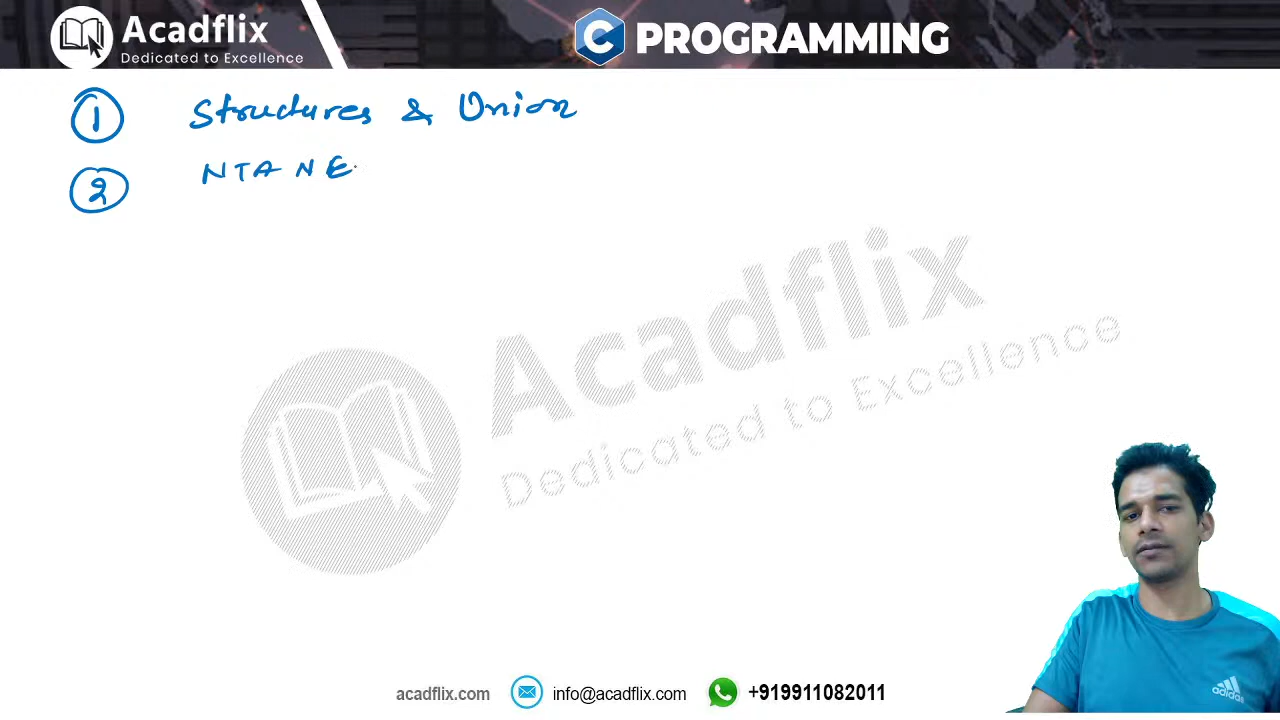 Acadflix
Dedicated to Excellence
C PROGRAMMING
1 Structures & Union
2 NTA NE
Acadflix
Dedicated to Excellence
adidas
acadflix.com info@acadflix.com +919911082011